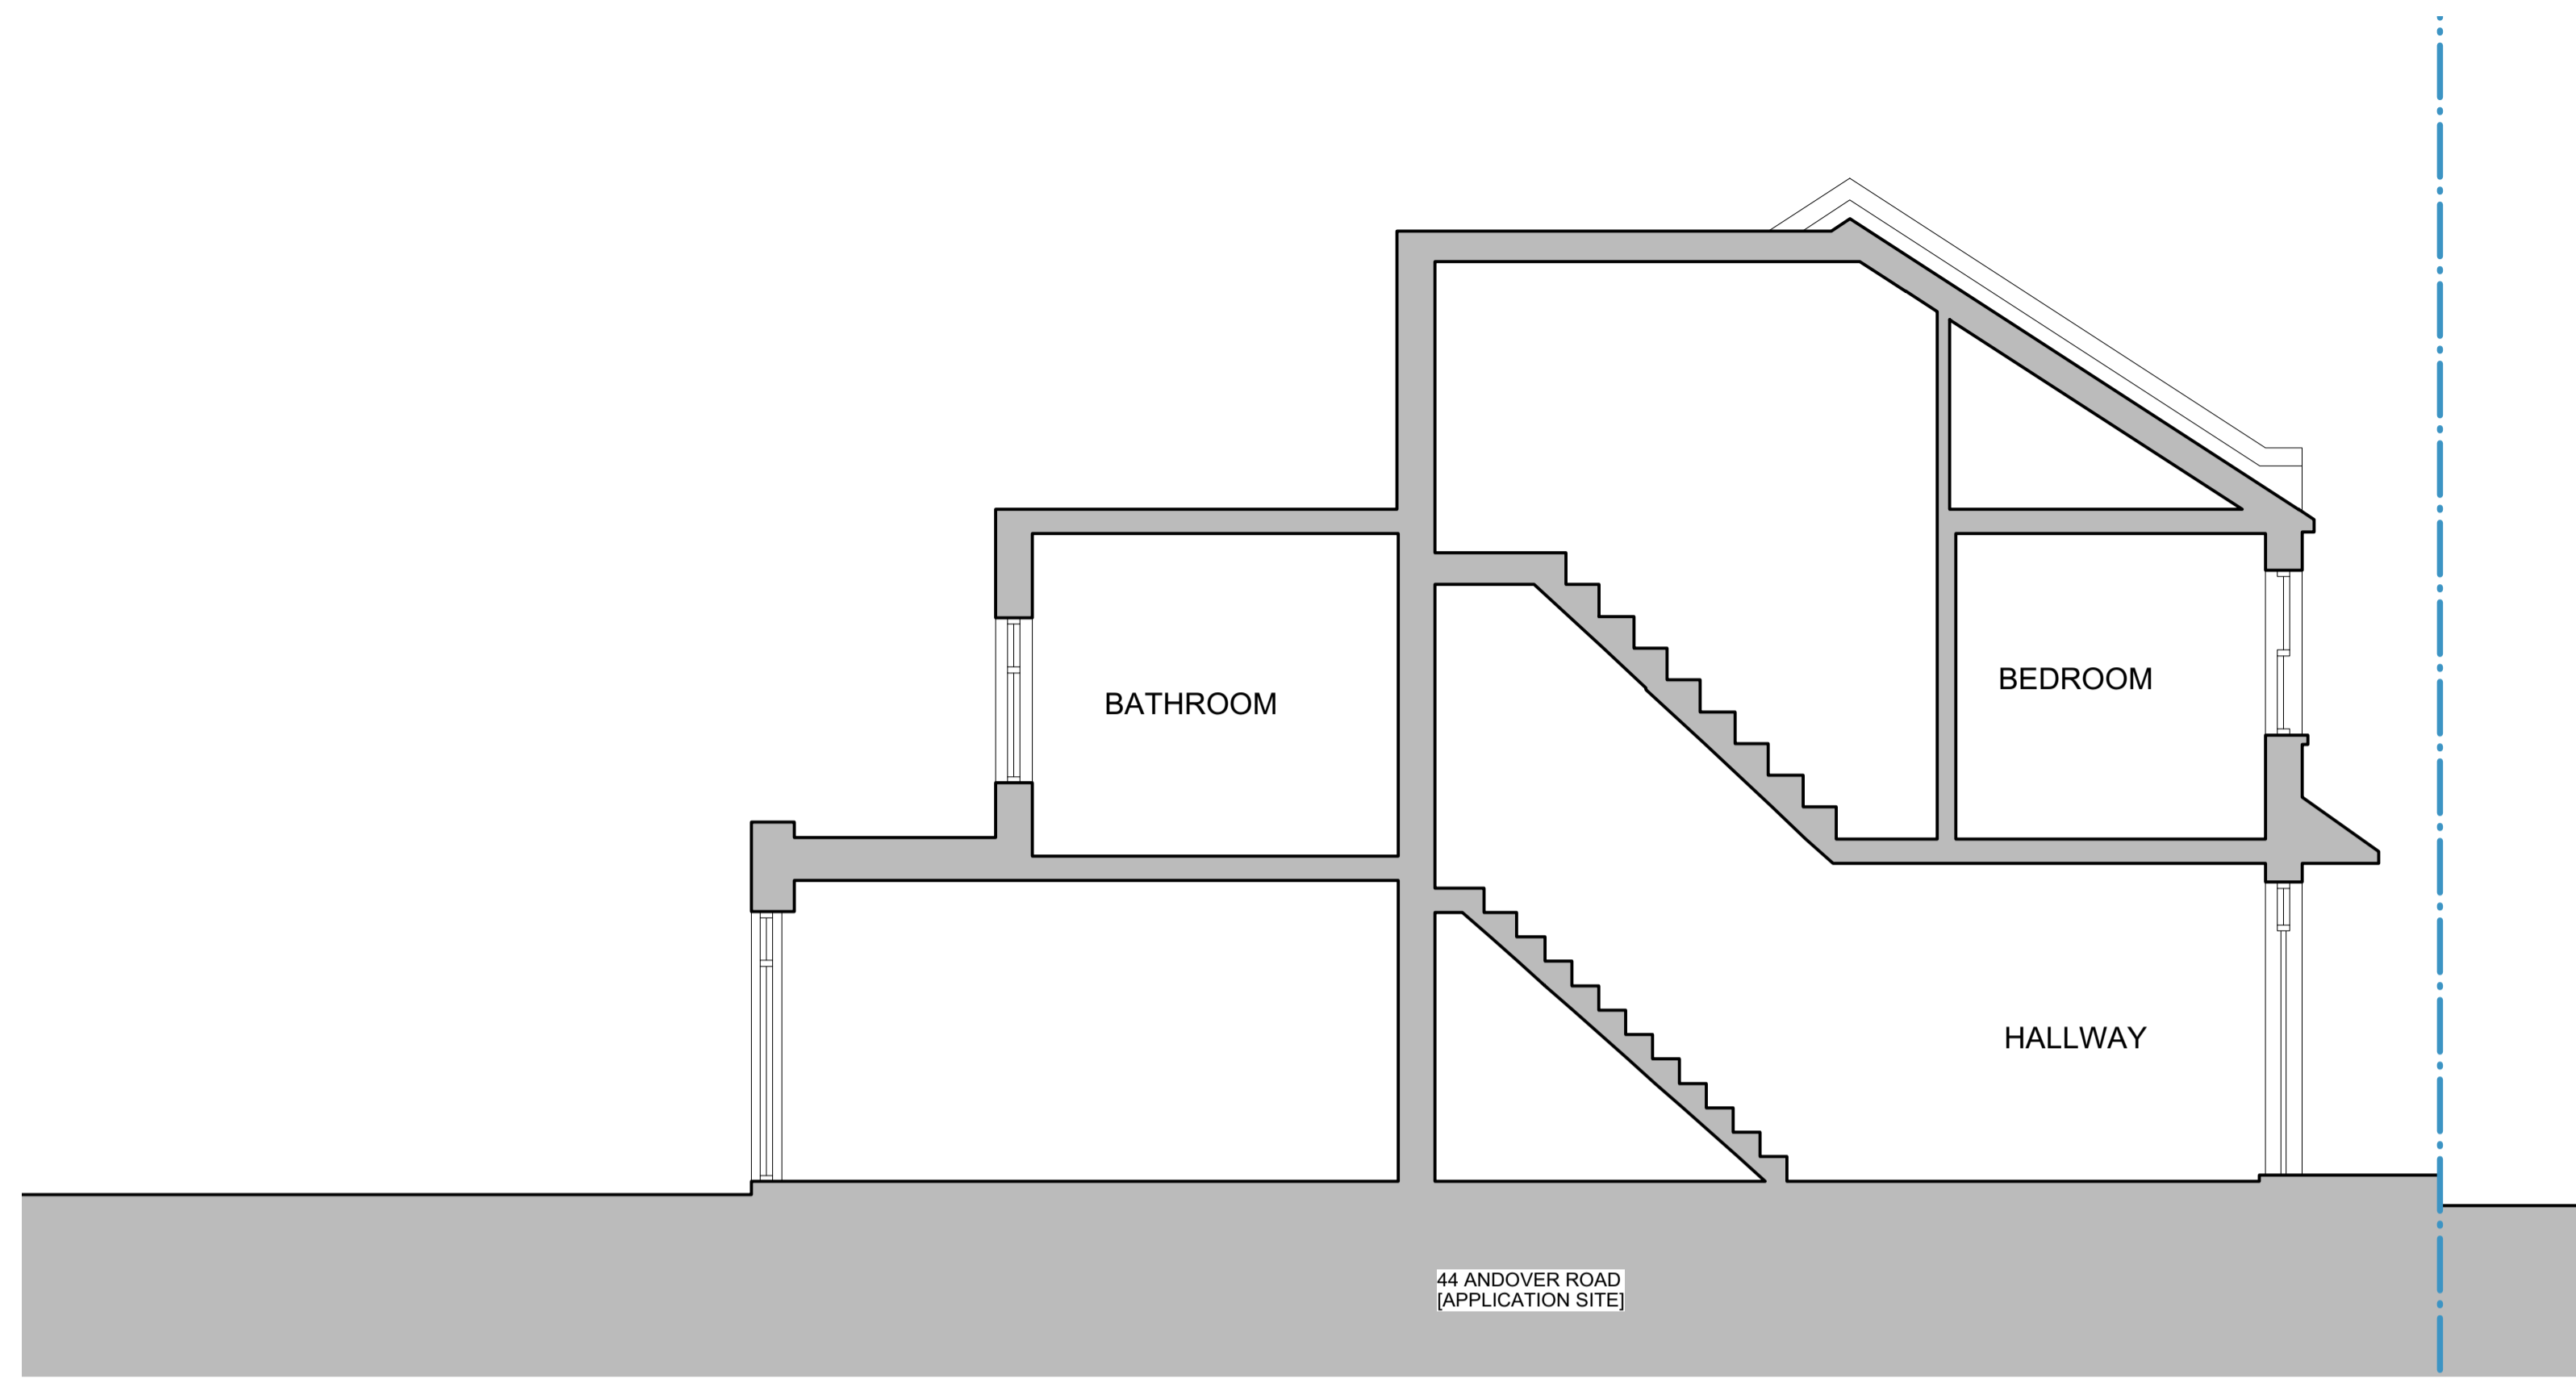 BEDROOM
BATHROOM
HALLWAY
44 ANDOVER ROAD
[APPLICATION SITE]